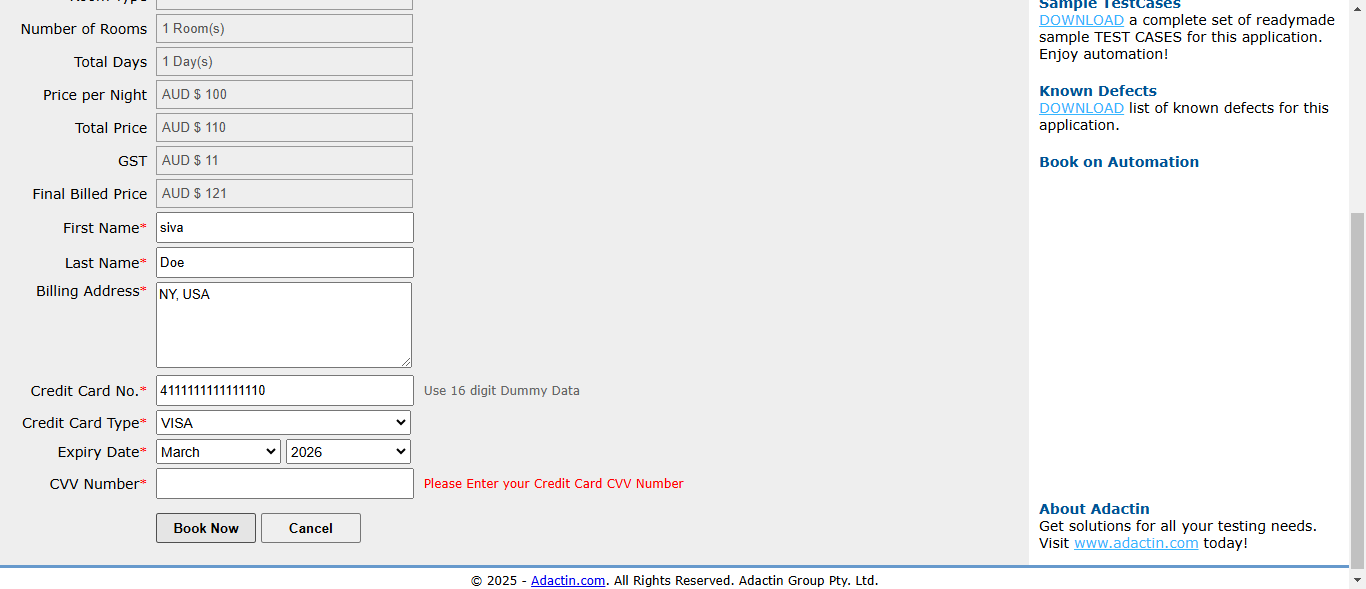 Room Type
Number of Rooms 1 Room(s)
Total Days 1 Day(s)
Price per Night AUD $ 100
Total Price AUD $ 110
GST AUD $ 11
Final Billed Price AUD $ 121
First Name* siva
Last Name* Doe
Billing Address* NY, USA
Credit Card No.* 4111111111111110 Use 16 digit Dummy Data
Credit Card Type* VISA
Expiry Date* March 2026
CVV Number* Please Enter your Credit Card CVV Number
Book Now Cancel
Sample TestCases
DOWNLOAD a complete set of readymade
sample TEST CASES for this application.
Enjoy automation!
Known Defects
DOWNLOAD list of known defects for this
application.
Book on Automation
About Adactin
Get solutions for all your testing needs.
Visit www.adactin.com today!
© 2025 - Adactin.com. All Rights Reserved. Adactin Group Pty. Ltd.